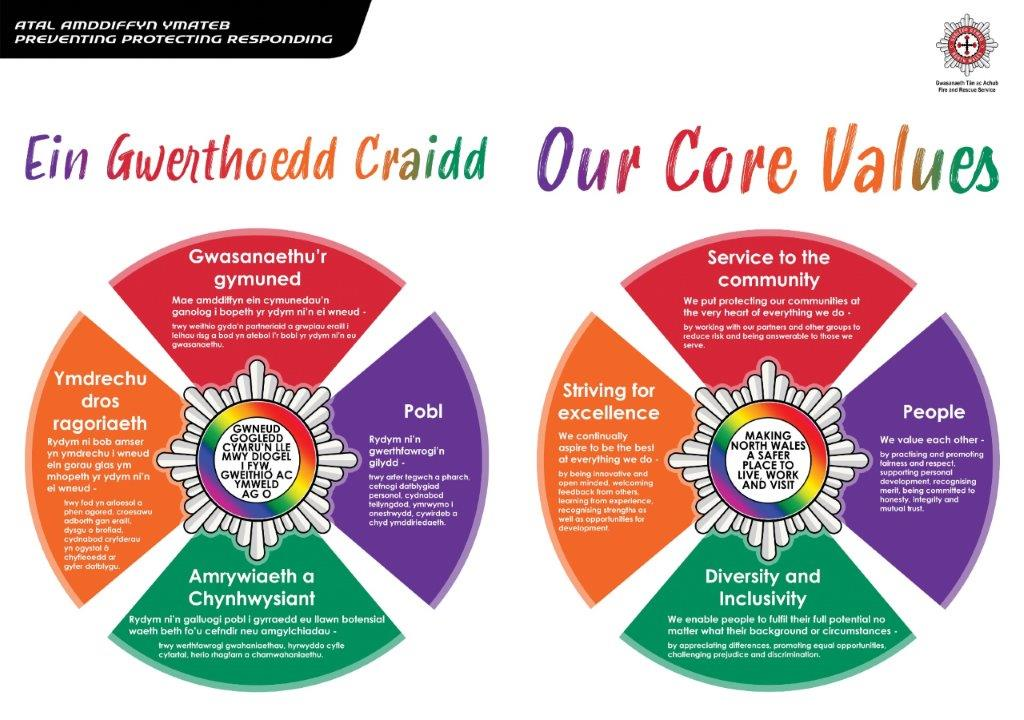 ATAL AMDDIFFYN YMATEB
PREVENTING PROTECTING RESPONDING
Gwasanaeth Tân ac Achub
Fire and Rescue Service
Ein Gwerthoedd Craidd
Gwasanaethu'r
gymuned
Mae amddiffyn ein cymunedau'n
ganolog i bopeth yr ydym ni'n ei wneud -
trwy weithio gyda'n partneriaid a grwpiau eraill i
leihau risg a bod yn atebol i'r bobl yr ydym ni'n eu
gwasanaethu.
Ymdrechu
dros
ragoriaeth
Rydym ni bob amser
yn ymdrechu i wneud
ein gorau glas ym
mhopeth yr ydym ni'n
ei wneud -
trwy fod yn arloesol a
phen agored, croesawu
adborth gan eraill,
dysgu o brofiad,
cydnabod cryfderau
yn ogystal â
chyfleoedd ar
gyfer datblygu.
GWNEUD
GOGLEDD
CYMRU'N LLE
MWY DIOGEL
I FYW,
GWEITHIO AC
YMWELD
AG O
Pobl
Rydym ni'n
gwerthfawrogi'n
gilydd -
trwy arfer tegwch a pharch,
cefnogi datblygiad
personol, cydnabod
teilyngdod, ymrwymo i
onestrwydd, cywirdeb a
chyd ymddiriedaeth.
Amrywiaeth a
Chynhwysiant
Rydym ni'n galluogi pobl i gyrraedd eu llawn botensial
waeth beth fo'u cefndir neu amgylchiadau -
trwy werthfawrogi gwahaniaethau, hyrwyddo cyfle
cyfartal, herio rhagfarn a chamwahaniaethu.
Our Core Values
Service to the
community
We put protecting our communities at
the very heart of everything we do -
by working with our partners and other groups to
reduce risk and being answerable to those we
serve.
Striving for
excellence
We continually
aspire to be the best
at everything we do -
by being innovative and
open minded, welcoming
feedback from others,
learning from experience,
recognising strengths as
well as opportunities for
development.
MAKING
NORTH WALES
A SAFER
PLACE TO
LIVE, WORK
AND VISIT
People
We value each other -
by practising and promoting
fairness and respect,
supporting personal
development, recognising
merit, being committed to
honesty, integrity and
mutual trust.
Diversity and
Inclusivity
We enable people to fulfil their full potential no
matter what their background or circumstances -
by appreciating differences, promoting equal opportunities,
challenging prejudice and discrimination.